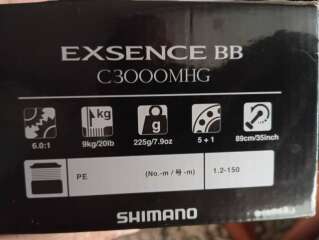 EXSENCE BB
C3000MHG
kg
g
6.0:1 9kg/20lb 225g/7.9oz 5 + 1 89cm/35inch
PE (No.-m / 号-m) 1.2-150
SHIMANO